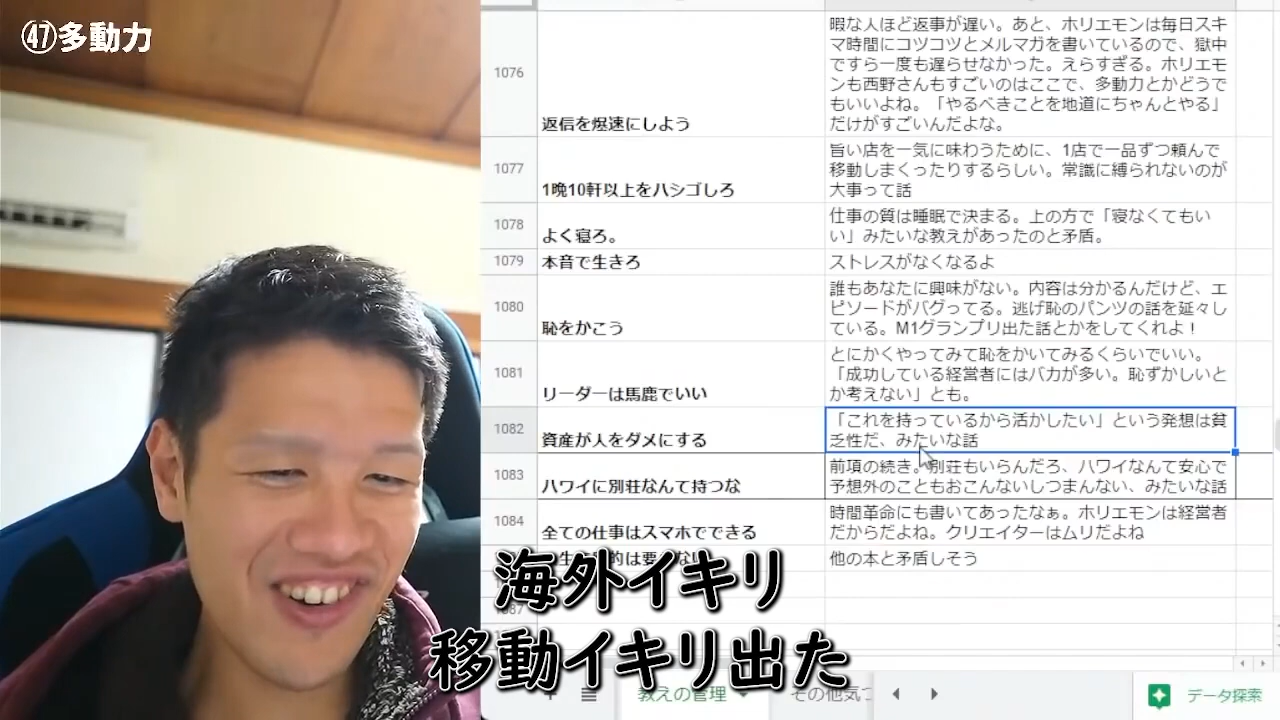 ㊼多動力
1076
返信を爆速にしよう
暇な人ほど返事が遅い。あと、ホリエモンは毎日スキ
マ時間にコツコツとメルマガを書いているので、獄中
ですら一度も遅らせなかった。えらすぎる。ホリエモ
ンも西野さんもすごいのはここで、多動力とかどうで
もいいよね。「やるべきことを地道にちゃんとやる」
だけがすごいんだよな。
1077
1晩10軒以上をハシゴしろ
旨い店を一気に味わうために、1店で一品ずつ頼んで
移動しまくったりするらしい。常識に縛られないのが
大事って話
1078
よく寝ろ。
仕事の質は睡眠で決まる。上の方で「寝なくてもい
い」みたいな教えがあったのと矛盾。
1079
本音で生きろ
ストレスがなくなるよ
1080
恥をかこう
誰もあなたに興味がない。内容は分かるんだけど、エ
ピソードがバグってる。逃げ恥のパンツの話を延々と
している。M1グランプリ出た話とかをしてくれよ！
1081
リーダーは馬鹿でいい
とにかくやってみて恥をかいてみるくらいでいい。
「成功している経営者にはバカが多い。恥ずかしいと
か考えない」とも。
1082
資産が人をダメにする
「これを持っているから活かしたい」という発想は貧
乏性だ、みたいな話
1083
ハワイに別荘なんて持つな
前項の続き。別荘もいらんだろ、ハワイなんて安心で
予想外のこともおこんないしつまんない、みたいな話
1084
全ての仕事はスマホでできる
時間革命にも書いてあったなぁ。ホリエモンは経営者
だからだよね。クリエイターはムリだよね
他の本と矛盾しそう
海外イキリ
移動イキリ出た
教えの管理
その他気づ
データ探索